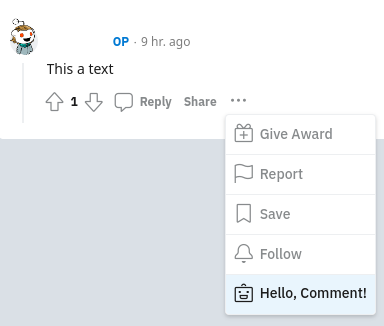 OP · 9 hr. ago
This a text
1 Reply Share ···
Give Award
Report
Save
Follow
Hello, Comment!